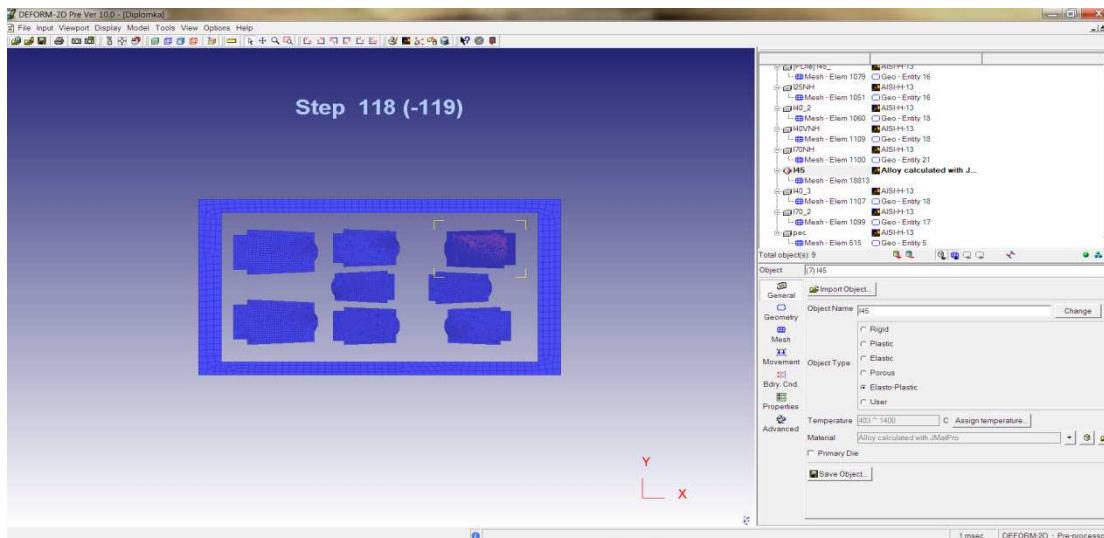 DEFORM-2D Pre Ver 10.0 - [Diplomka]
File Input Viewport Display Model Tools View Options Help
Step 118 (-119)
[PDie] I45_ AISI-H-13
Mesh - Elem 1079 Geo - Entity 16
I25NH AISI-H-13
Mesh - Elem 1051 Geo - Entity 16
I40_2 AISI-H-13
Mesh - Elem 1060 Geo - Entity 18
I40VNH AISI-H-13
Mesh - Elem 1109 Geo - Entity 18
I70NH AISI-H-13
Mesh - Elem 1100 Geo - Entity 21
I45 Alloy calculated with J...
Mesh - Elem 18813
I40_3 AISI-H-13
Mesh - Elem 1107 Geo - Entity 18
I70_2 AISI-H-13
Mesh - Elem 1099 Geo - Entity 17
pec AISI-H-13
Mesh - Elem 515 Geo - Entity 5
Total object(s): 9
Object (7) I45
General
Geometry
Mesh
Movement
Bdry. Cnd.
Properties
Advanced
Import Object...
Object Name I45 Change
Object Type
Rigid
Plastic
Elastic
Porous
Elasto-Plastic
User
Temperature 403 ~ 1400 C Assign temperature...
Material Alloy calculated with JMatPro
Primary Die
Save Object...
Y
X
1 msec DEFORM-2D - Pre-processo